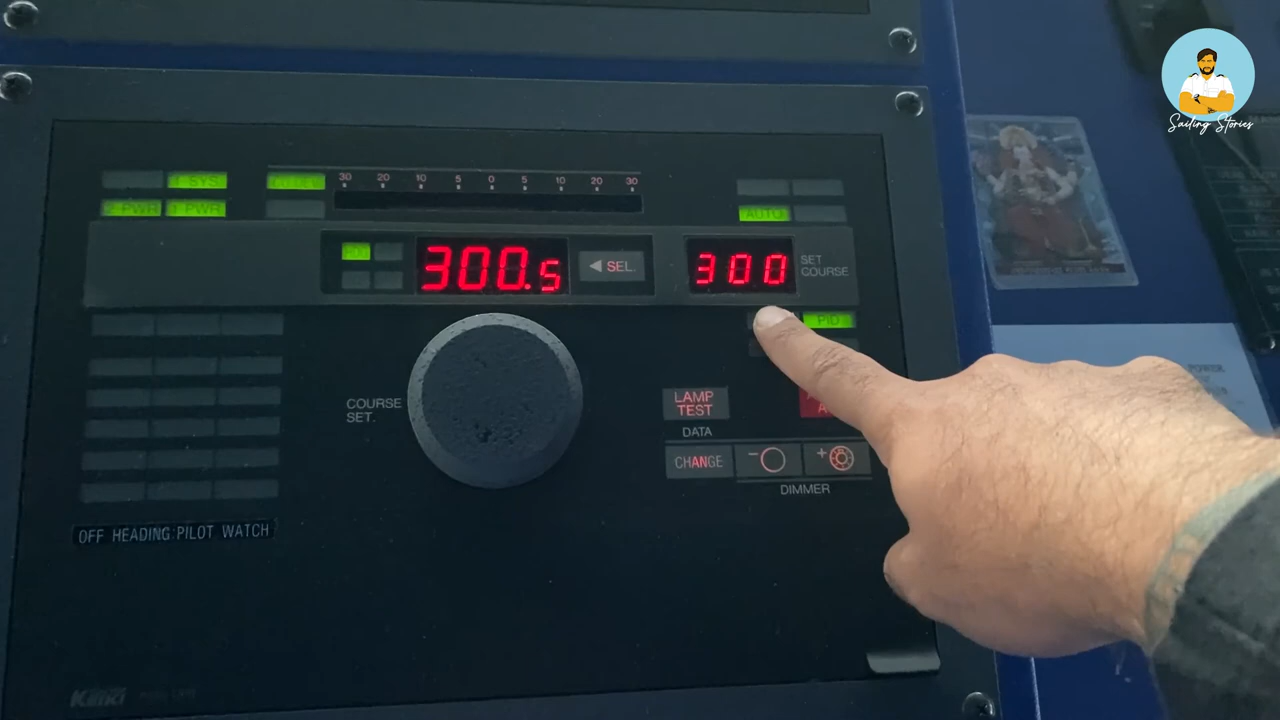 Sailing Stories
SYS
PWR PWR
30 20 10 5 0 5 10 20 30
AUTO
300.5
SEL.
300
SET
COURSE
PID
COURSE
SET.
LAMP
TEST
DATA
CHANGE
− +
DIMMER
OFF HEADING PILOT WATCH